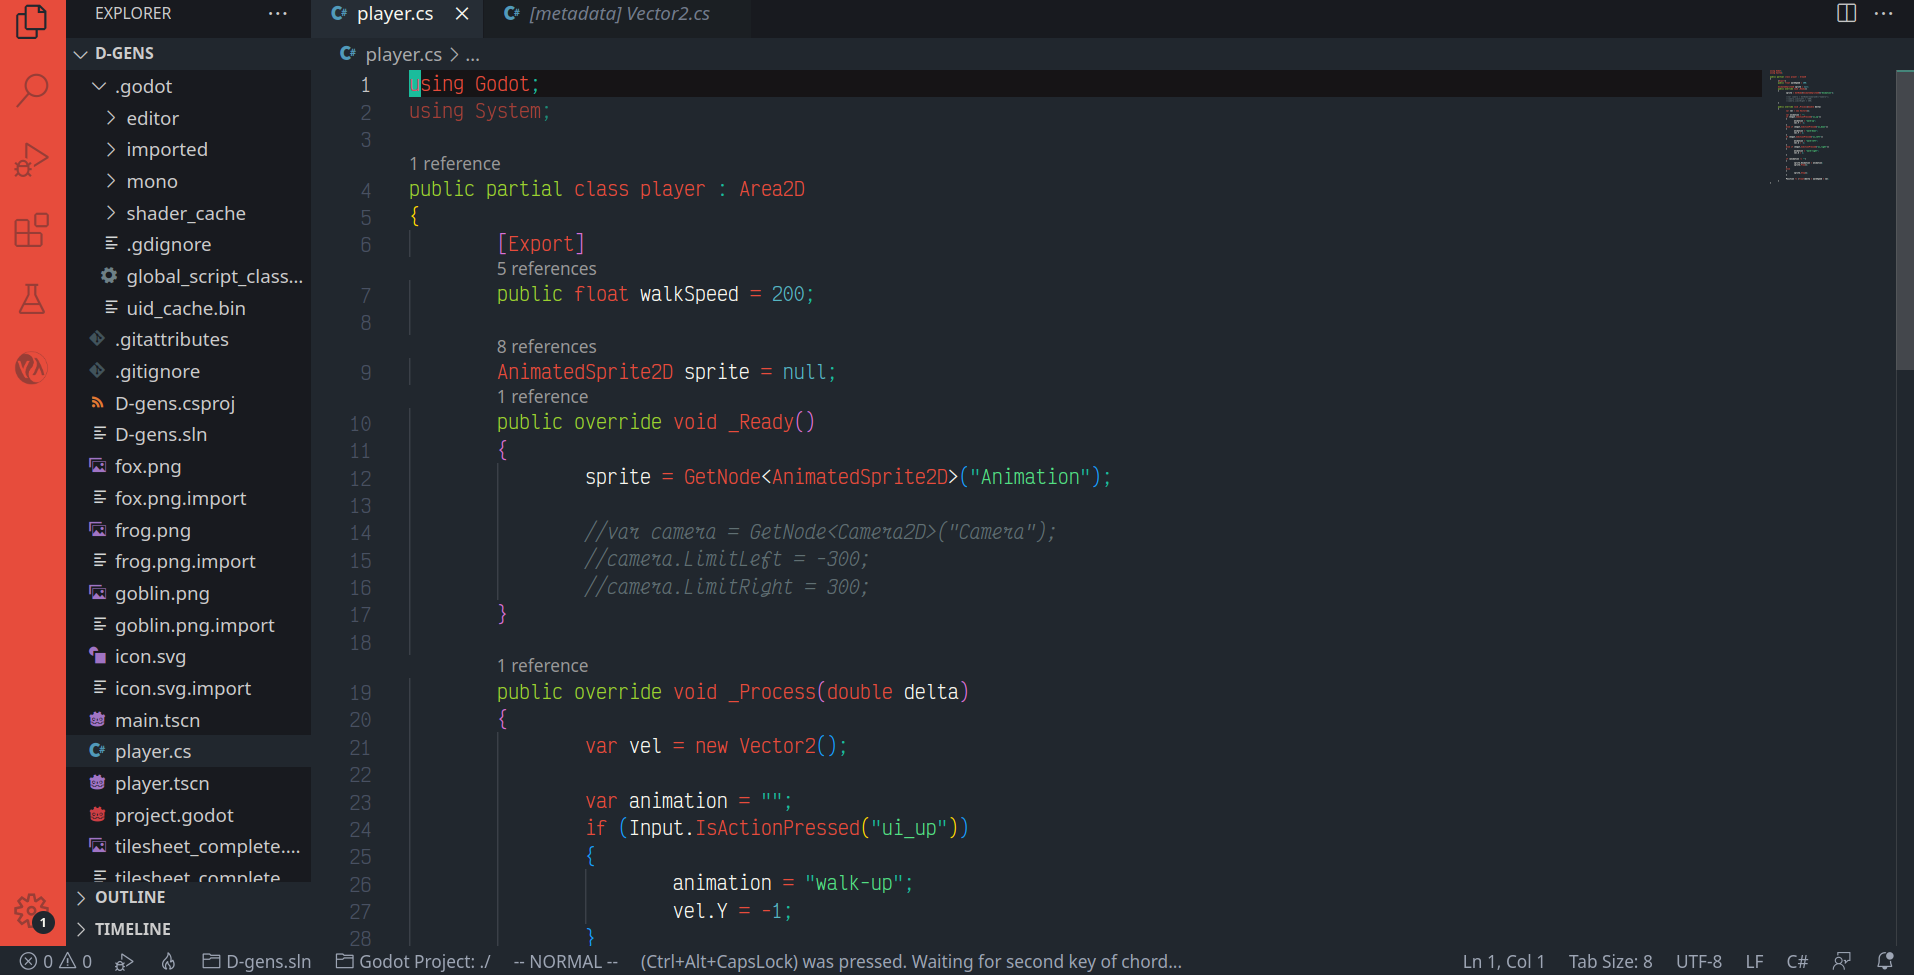 EXPLORER
player.cs
[metadata] Vector2.cs
D-GENS
player.cs > ...
.godot
editor
imported
mono
shader_cache
.gdignore
global_script_class...
uid_cache.bin
.gitattributes
.gitignore
D-gens.csproj
D-gens.sln
fox.png
fox.png.import
frog.png
frog.png.import
goblin.png
goblin.png.import
icon.svg
icon.svg.import
main.tscn
player.cs
player.tscn
project.godot
tilesheet_complete....
tilesheet_complete
OUTLINE
TIMELINE
1 using Godot;
2 using System;
3
1 reference
4 public partial class player : Area2D
5 {
6 [Export]
5 references
7 public float walkSpeed = 200;
8
8 references
9 AnimatedSprite2D sprite = null;
1 reference
10 public override void _Ready()
11 {
12 sprite = GetNode<AnimatedSprite2D>("Animation");
13
14 //var camera = GetNode<Camera2D>("Camera");
15 //camera.LimitLeft = -300;
16 //camera.LimitRight = 300;
17 }
18
1 reference
19 public override void _Process(double delta)
20 {
21 var vel = new Vector2();
22
23 var animation = "";
24 if (Input.IsActionPressed("ui_up"))
25 {
26 animation = "walk-up";
27 vel.Y = -1;
28 }
1
0 0 D-gens.sln Godot Project: ./ -- NORMAL -- (Ctrl+Alt+CapsLock) was pressed. Waiting for second key of chord... Ln 1, Col 1 Tab Size: 8 UTF-8 LF C#